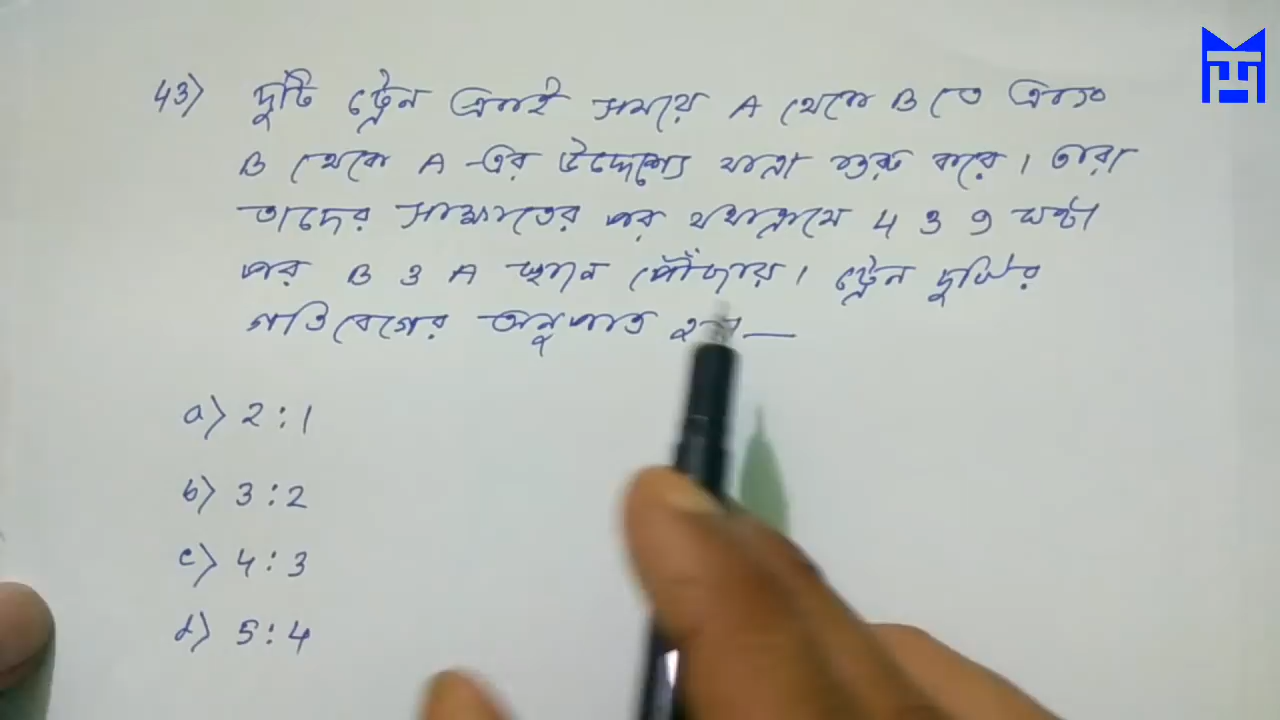 43) দুটি ট্রেন একই সময়ে A থেকে B তে এবং
B থেকে A -এর উদ্দেশ্যে যাত্রা শুরু করে। তারা
তাদের সাক্ষাতের পর যথাক্রমে 4 ও 9 ঘন্টা
পর B ও A স্থানে পৌঁছায়। ট্রেন দুটির
গতিবেগের অনুপাত হল —
a) 2 : 1
b) 3 : 2
c) 4 : 3
d) 5 : 4